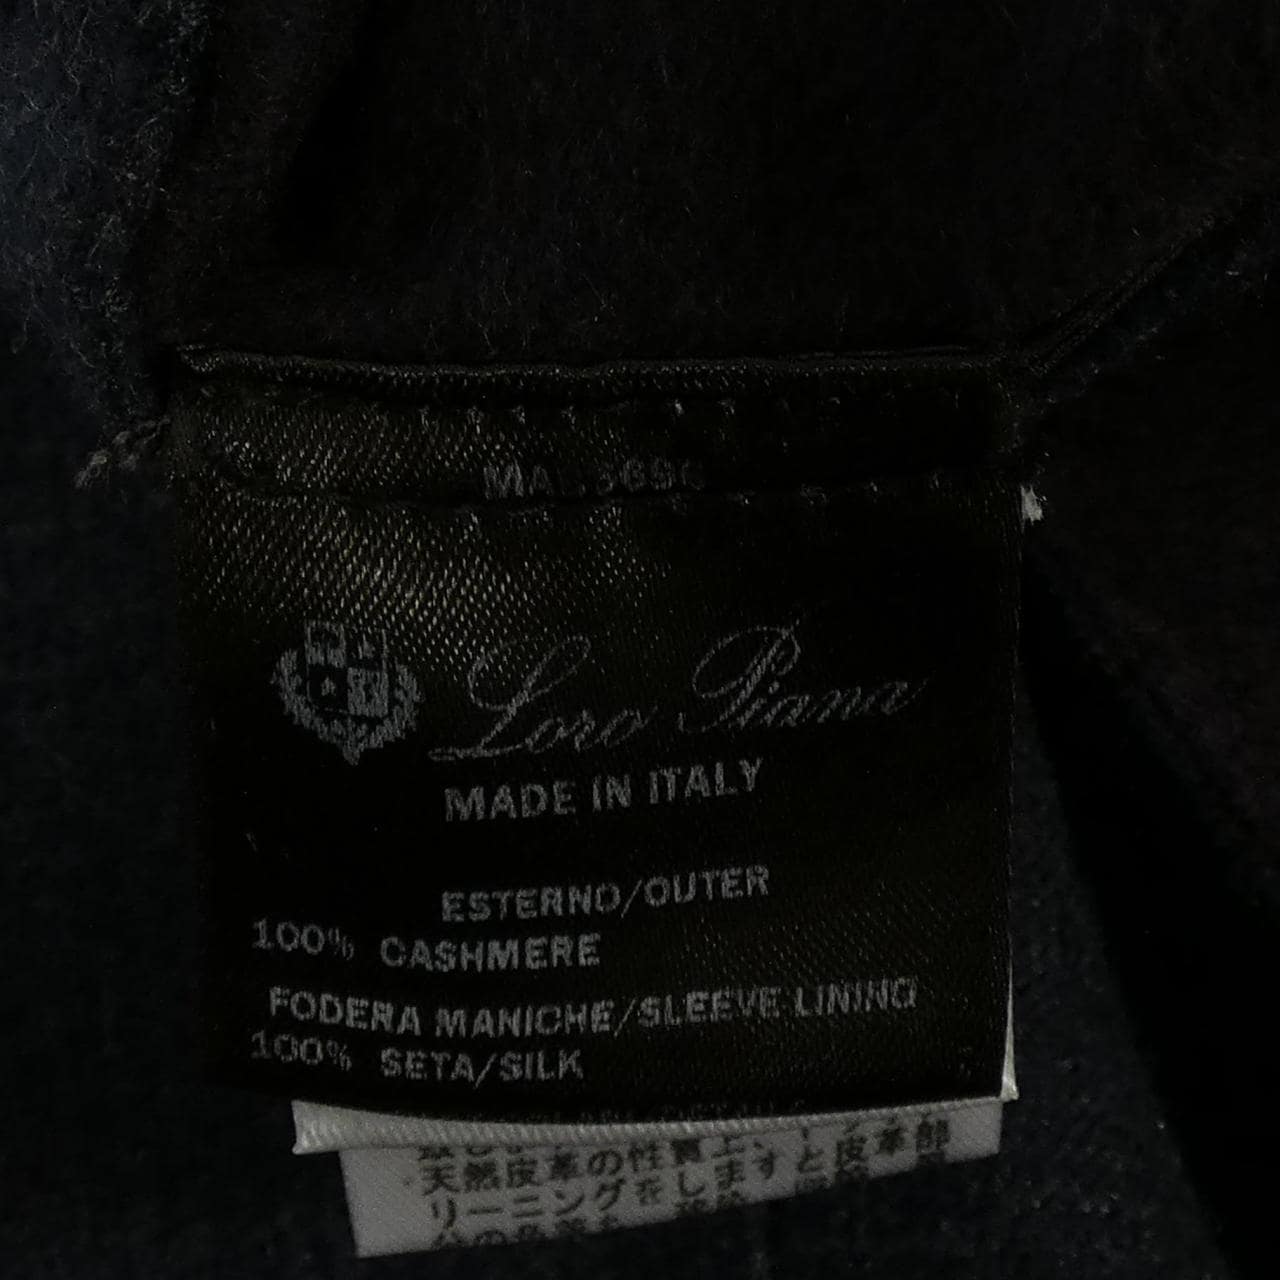 Loro Piana
MADE IN ITALY
ESTERNO/OUTER
100% CASHMERE
FODERA MANICHE/SLEEVE LINING
100% SETA/SILK
天然皮革の性質上、
リーニングをしますと皮革部